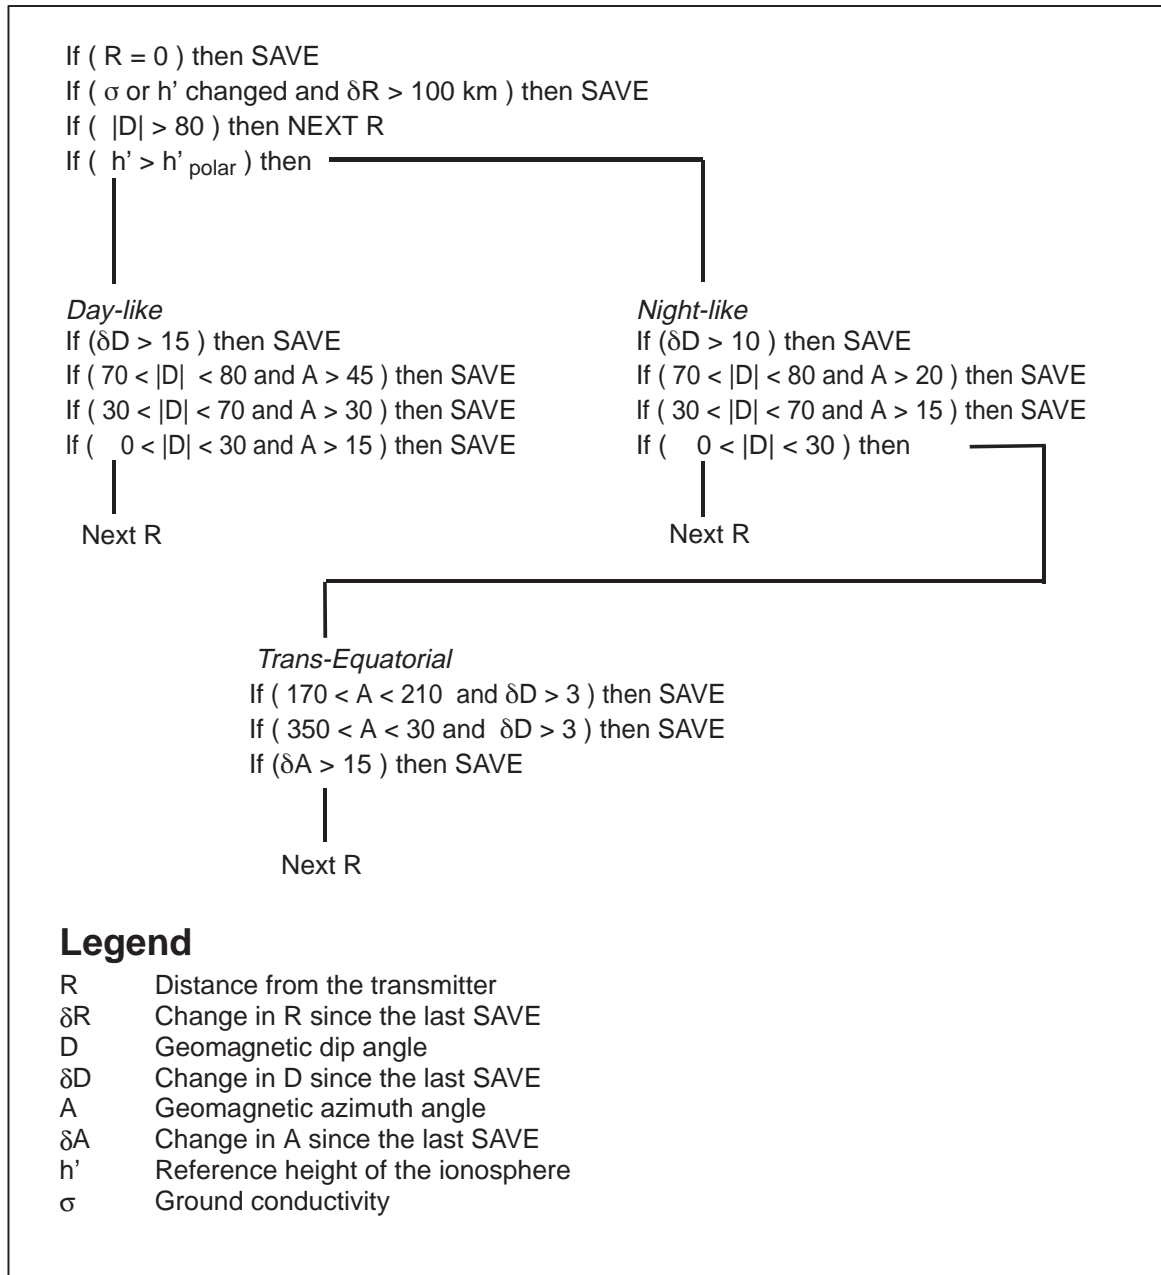 If ( R = 0 ) then SAVE
If ( σ or h’ changed and δR > 100 km ) then SAVE
If ( |D| > 80 ) then NEXT R
If ( h’ > h’ polar ) then
Day-like
If (δD > 15 ) then SAVE
If ( 70 < |D| < 80 and A > 45 ) then SAVE
If ( 30 < |D| < 70 and A > 30 ) then SAVE
If ( 0 < |D| < 30 and A > 15 ) then SAVE
Next R
Night-like
If (δD > 10 ) then SAVE
If ( 70 < |D| < 80 and A > 20 ) then SAVE
If ( 30 < |D| < 70 and A > 15 ) then SAVE
If ( 0 < |D| < 30 ) then
Next R
Trans-Equatorial
If ( 170 < A < 210 and δD > 3 ) then SAVE
If ( 350 < A < 30 and δD > 3 ) then SAVE
If (δA > 15 ) then SAVE
Next R
Legend
R Distance from the transmitter
δR Change in R since the last SAVE
D Geomagnetic dip angle
δD Change in D since the last SAVE
A Geomagnetic azimuth angle
δA Change in A since the last SAVE
h’ Reference height of the ionosphere
σ Ground conductivity